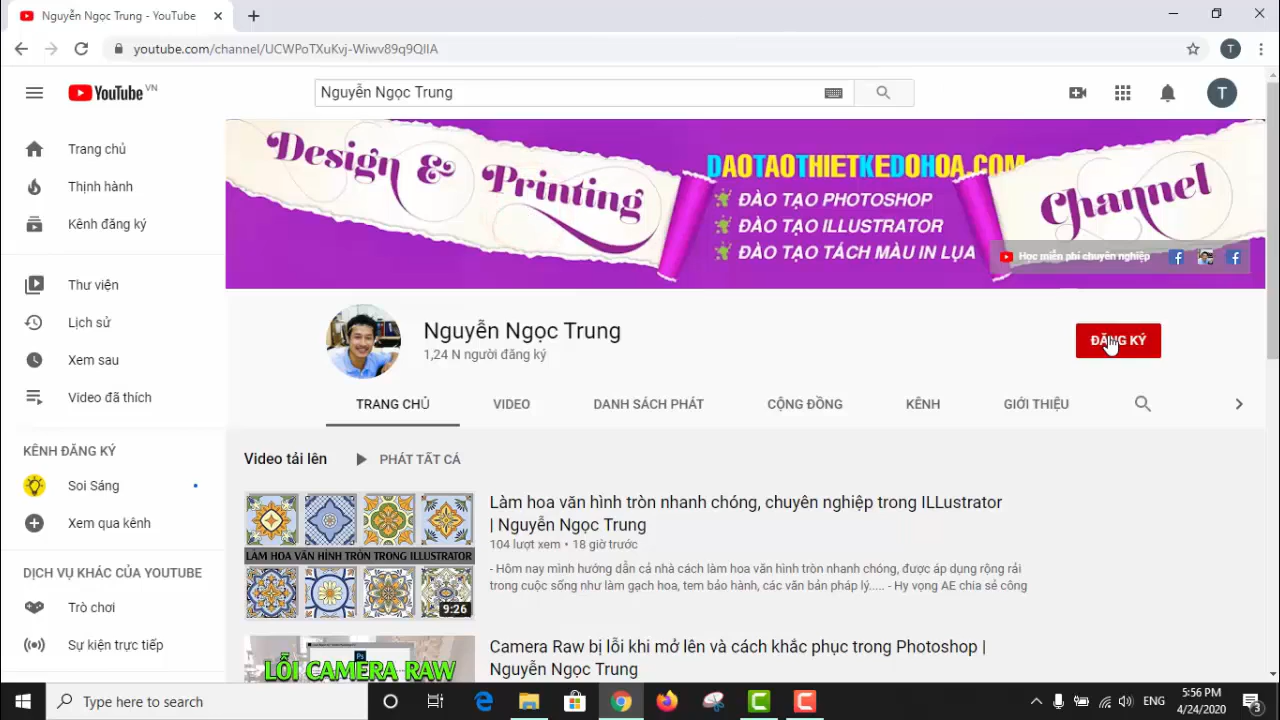 Nguyễn Ngọc Trung - YouTube
youtube.com/channel/UCWPoTXuKvj-Wiwv89q9QIIA
YouTube VN
Nguyễn Ngọc Trung
T
T
Trang chủ
Thịnh hành
Kênh đăng ký
Thư viện
Lịch sử
Xem sau
Video đã thích
KÊNH ĐĂNG KÝ
Soi Sáng
Xem qua kênh
DỊCH VỤ KHÁC CỦA YOUTUBE
Trò chơi
Sự kiện trực tiếp
Design & Printing
DAOTAOTHIETKEDOHOA.COM
ĐÀO TẠO PHOTOSHOP
ĐÀO TẠO ILLUSTRATOR
ĐÀO TẠO TÁCH MÀU IN LỤA
Channel
Học miễn phí chuyên nghiệp
Nguyễn Ngọc Trung
1,24 N người đăng ký
ĐĂNG KÝ
TRANG CHỦ
VIDEO
DANH SÁCH PHÁT
CỘNG ĐỒNG
KÊNH
GIỚI THIỆU
Video tải lên
PHÁT TẤT CẢ
LÀM HOA VĂN HÌNH TRÒN TRONG ILLUSTRATOR
9:26
Làm hoa văn hình tròn nhanh chóng, chuyên nghiệp trong ILLustrator
| Nguyễn Ngọc Trung
104 lượt xem • 18 giờ trước
- Hôm nay mình hướng dẫn cả nhà cách làm hoa văn hình tròn nhanh chóng, được áp dụng rộng rãi
trong cuộc sống như làm gạch hoa, tem bảo hành, các văn bản pháp lý..... - Hy vọng AE chia sẻ công
Ps
LỖI CAMERA RAW
Camera Raw bị lỗi khi mở lên và cách khắc phục trong Photoshop |
Nguyễn Ngọc Trung
Type here to search
ENG
5:56 PM
4/24/2020
3